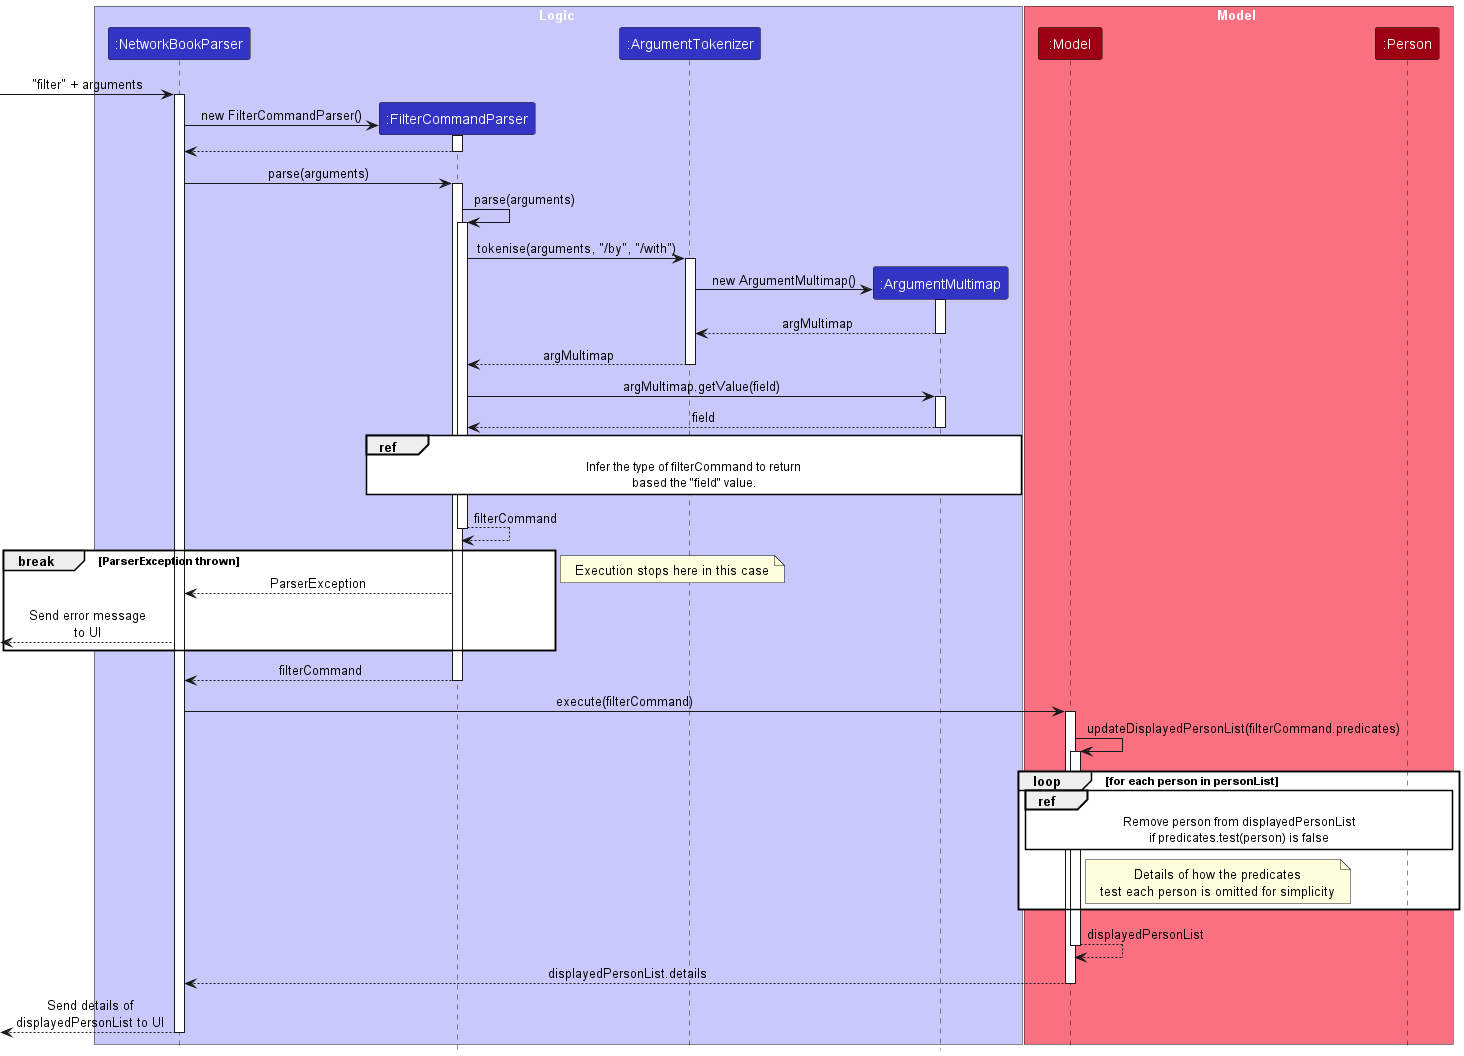 Logic
Model
:NetworkBookParser
:ArgumentTokenizer
:Model
:Person
"filter" + arguments
new FilterCommandParser()
:FilterCommandParser
parse(arguments)
parse(arguments)
tokenise(arguments, "/by", "/with")
new ArgumentMultimap()
:ArgumentMultimap
argMultimap
argMultimap
argMultimap.getValue(field)
field
ref
Infer the type of filterCommand to return
based the "field" value.
filterCommand
break
[ParserException thrown]
Execution stops here in this case
ParserException
Send error message
to UI
filterCommand
execute(filterCommand)
updateDisplayedPersonList(filterCommand.predicates)
loop
[for each person in personList]
ref
Remove person from displayedPersonList
if predicates.test(person) is false
Details of how the predicates
test each person is omitted for simplicity
displayedPersonList
displayedPersonList.details
Send details of
displayedPersonList to UI